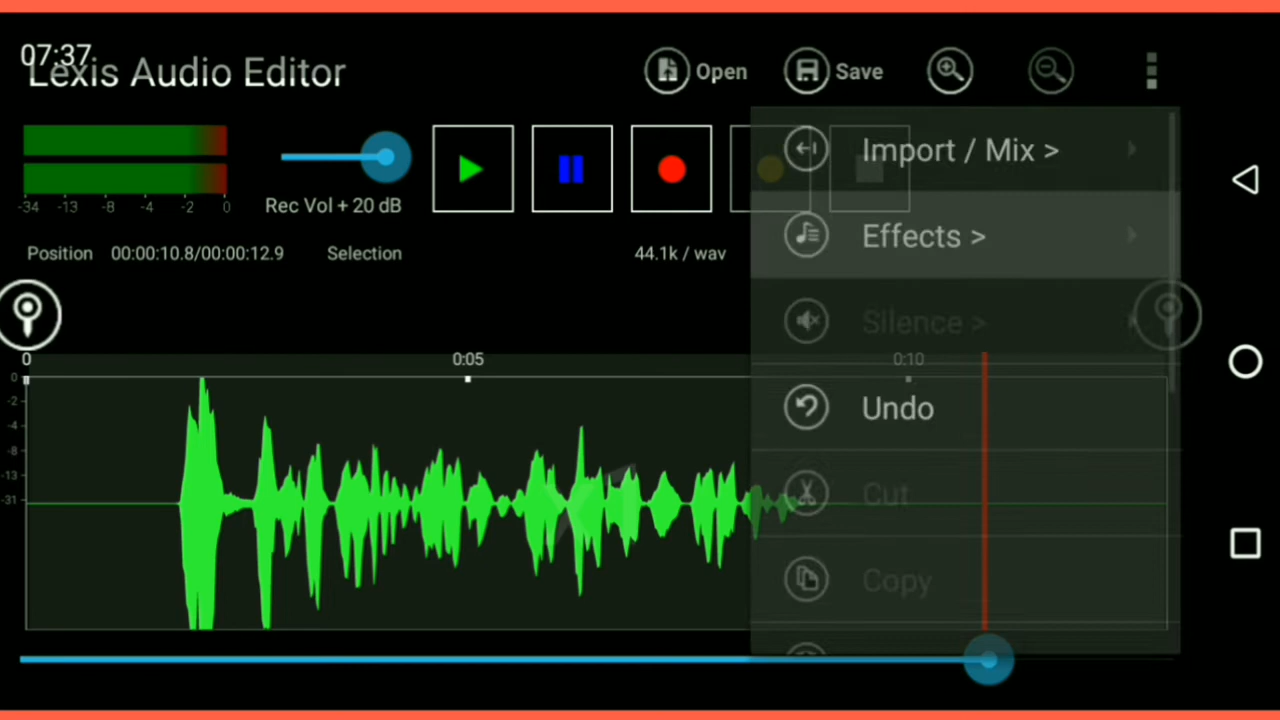 07:37
Lexis Audio Editor
Open
Save
Import / Mix >
-34 -13 -8 -4 -2 0
Rec Vol + 20 dB
Effects >
Position 00:00:10.8/00:00:12.9 Selection 44.1k / wav
Silence >
0 0:05 0:10
0
-2
-4
-8
-13
-31
Undo
Cut
Copy